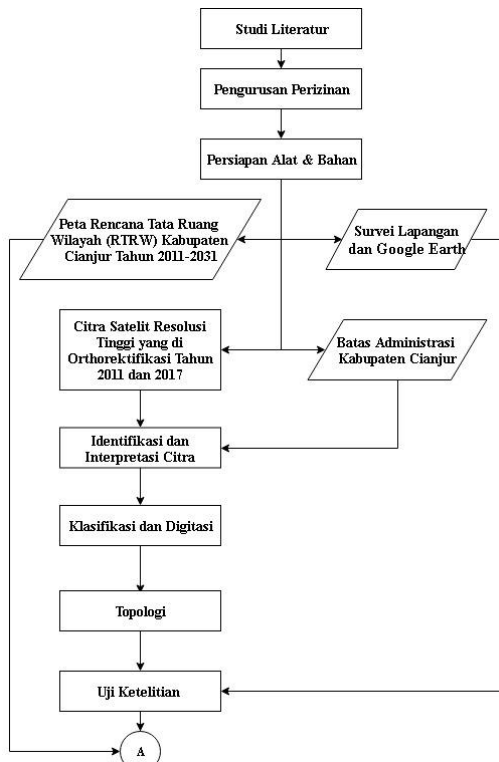 Studi Literatur
Pengurusan Perizinan
Persiapan Alat & Bahan
Peta Rencana Tata Ruang
Wilayah (RTRW) Kabupaten
Cianjur Tahun 2011-2031
Survei Lapangan
dan Google Earth
Citra Satelit Resolusi
Tinggi yang di
Orthorektifikasi Tahun
2011 dan 2017
Batas Administrasi
Kabupaten Cianjur
Identifikasi dan
Interpretasi Citra
Klasifikasi dan Digitasi
Topologi
Uji Ketelitian
A